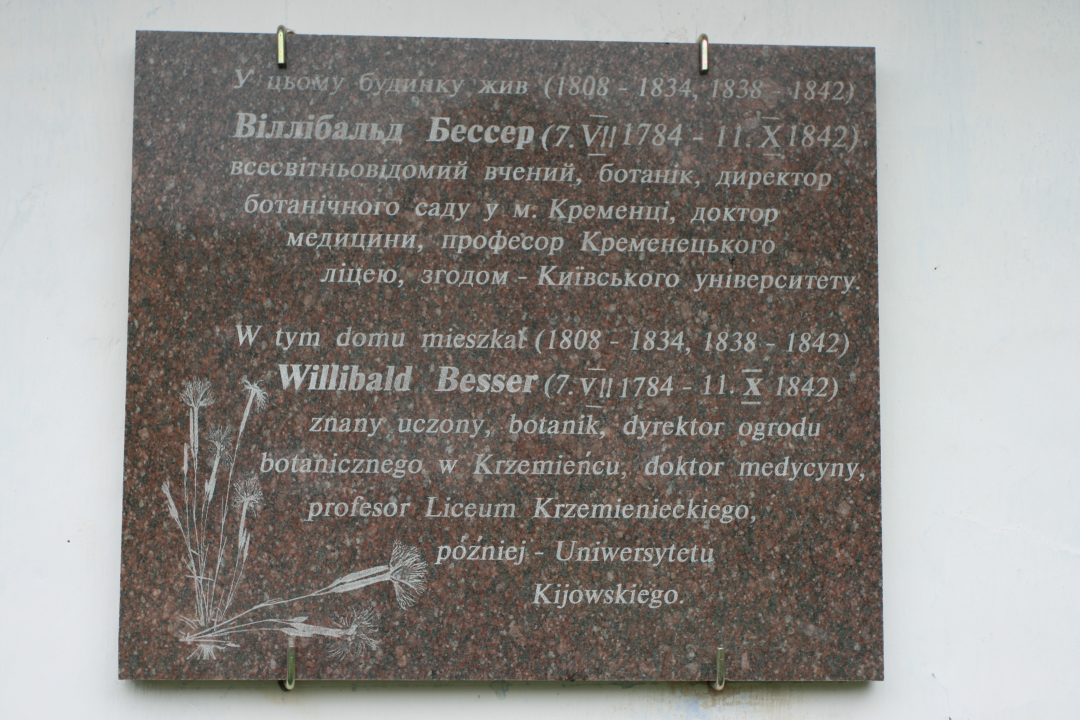 У цьому будинку жив (1808 - 1834, 1838 - 1842)
Віллібальд Бессер (7. VII 1784 - 11. X 1842)
всесвітньовідомий вчений, ботанік, директор
ботанічного саду у м. Кременці, доктор
медицини, професор Кременецького
ліцею, згодом - Київського університету.
W tym domu mieszkał (1808 - 1834, 1838 - 1842)
Willibald Besser (7. VII 1784 - 11. X 1842)
znany uczony, botanik, dyrektor ogrodu
botanicznego w Krzemieńcu, doktor medycyny,
profesor Liceum Krzemienieckiego,
później - Uniwersytetu
Kijowskiego.